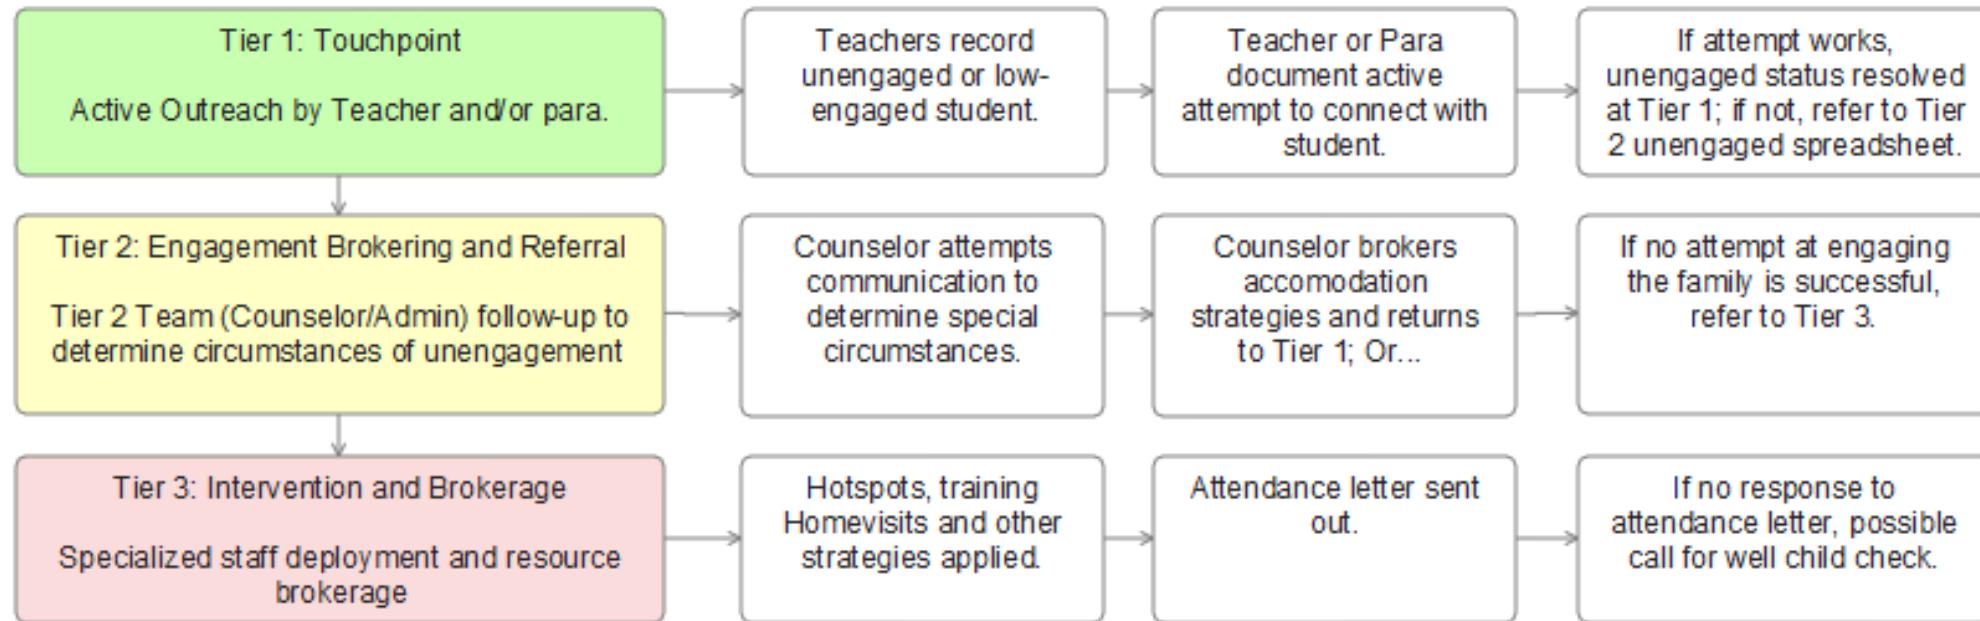 Tier 1: Touchpoint
Active Outreach by Teacher and/or para.
Teachers record
unengaged or low-
engaged student.
Teacher or Para
document active
attempt to connect with
student.
If attempt works,
unengaged status resolved
at Tier 1; if not, refer to Tier
2 unengaged spreadsheet.
Tier 2: Engagement Brokering and Referral
Tier 2 Team (Counselor/Admin) follow-up to
determine circumstances of unengagement
Counselor attempts
communication to
determine special
circumstances.
Counselor brokers
accomodation
strategies and returns
to Tier 1; Or...
If no attempt at engaging
the family is successful,
refer to Tier 3.
Tier 3: Intervention and Brokerage
Specialized staff deployment and resource
brokerage
Hotspots, training
Homevisits and other
strategies applied.
Attendance letter sent
out.
If no response to
attendance letter, possible
call for well child check.